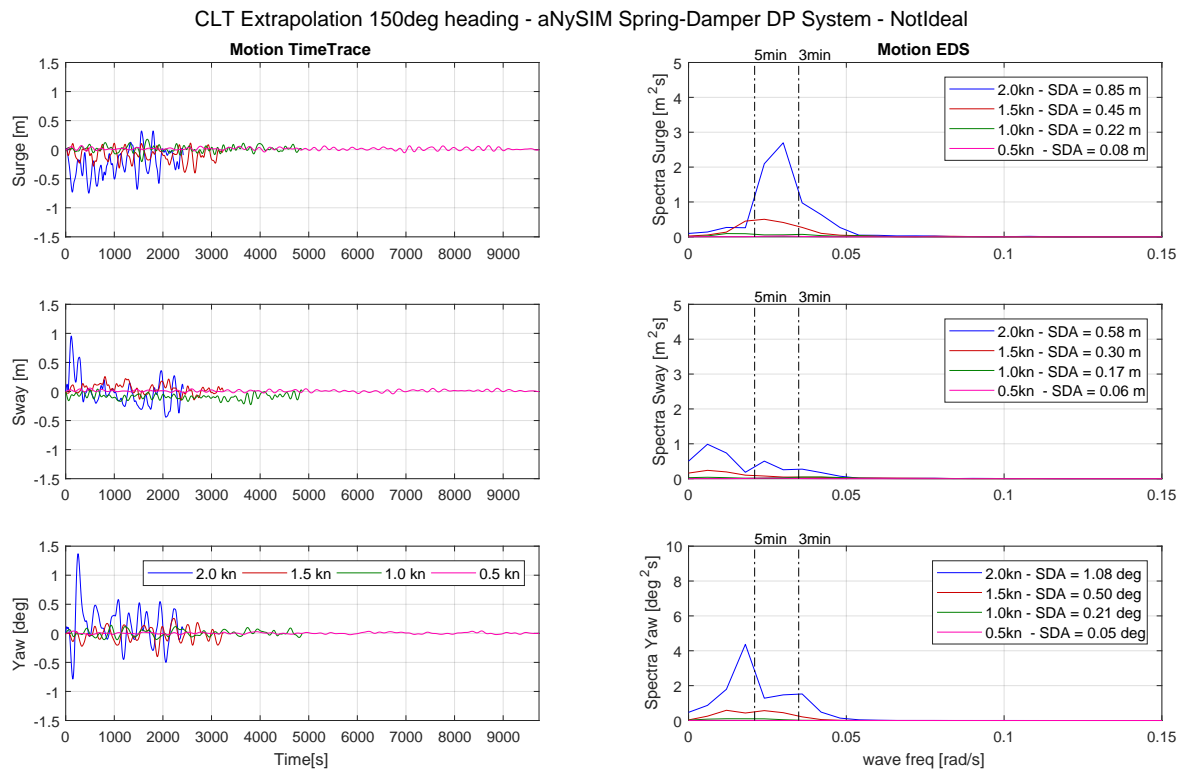 CLT Extrapolation 150deg heading - aNySIM Spring-Damper DP System - NotIdeal
Motion TimeTrace
1.5
1
0.5
0
-0.5
-1
-1.5
Surge [m]
0 1000 2000 3000 4000 5000 6000 7000 8000 9000
Motion EDS
5min 3min
5
4
3
2
1
0
Spectra Surge [m²s]
0 0.05 0.1 0.15
2.0kn - SDA = 0.85 m
1.5kn - SDA = 0.45 m
1.0kn - SDA = 0.22 m
0.5kn - SDA = 0.08 m
1.5
1
0.5
0
-0.5
-1
-1.5
Sway [m]
0 1000 2000 3000 4000 5000 6000 7000 8000 9000
5min 3min
5
4
3
2
1
0
Spectra Sway [m²s]
0 0.05 0.1 0.15
2.0kn - SDA = 0.58 m
1.5kn - SDA = 0.30 m
1.0kn - SDA = 0.17 m
0.5kn - SDA = 0.06 m
1.5
1
0.5
0
-0.5
-1
-1.5
Yaw [deg]
2.0 kn 1.5 kn 1.0 kn 0.5 kn
0 1000 2000 3000 4000 5000 6000 7000 8000 9000
Time[s]
5min 3min
10
8
6
4
2
0
Spectra Yaw [deg²s]
2.0kn - SDA = 1.08 deg
1.5kn - SDA = 0.50 deg
1.0kn - SDA = 0.21 deg
0.5kn - SDA = 0.05 deg
0 0.05 0.1 0.15
wave freq [rad/s]